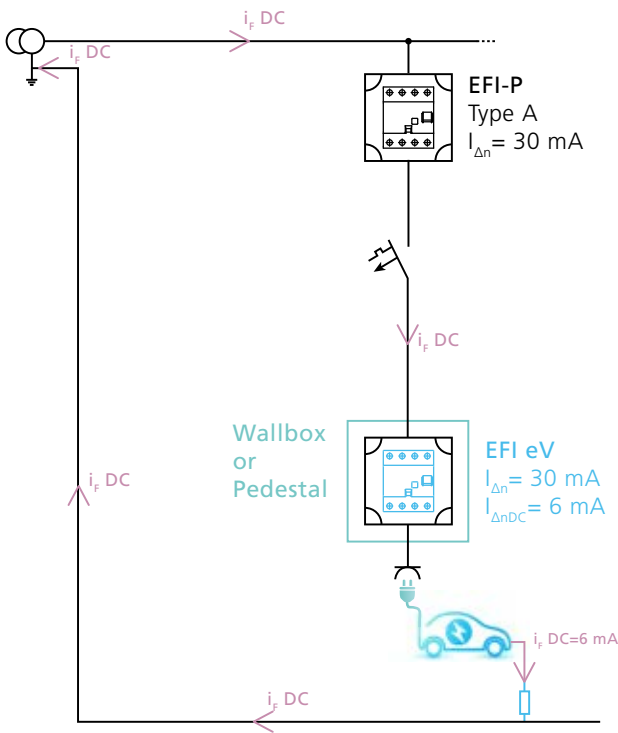 i_F DC
i_F DC
EFI-P
Type A
I_Δn= 30 mA
i_F DC
Wallbox
or
Pedestal
EFI eV
I_Δn= 30 mA
I_ΔnDC= 6 mA
i_F DC
i_F DC=6 mA
i_F DC